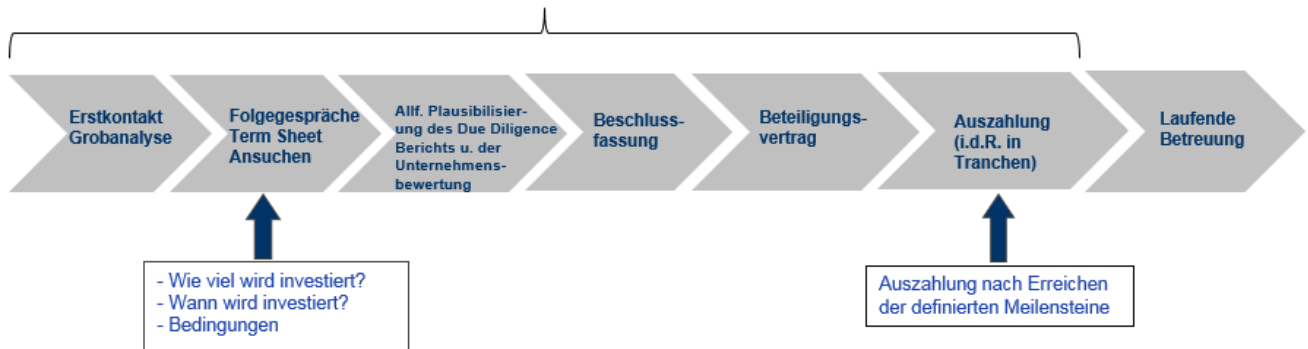 Erstkontakt
Grobanalyse
Folgegespräche
Term Sheet
Ansuchen
Allf. Plausibilisier-
ung des Due Diligence
Berichts u. der
Unternehmens-
bewertung
Beschluss-
fassung
Beteiligungs-
vertrag
Auszahlung
(i.d.R. in
Tranchen)
Laufende
Betreuung
- Wie viel wird investiert?
- Wann wird investiert?
- Bedingungen
Auszahlung nach Erreichen
der definierten Meilensteine